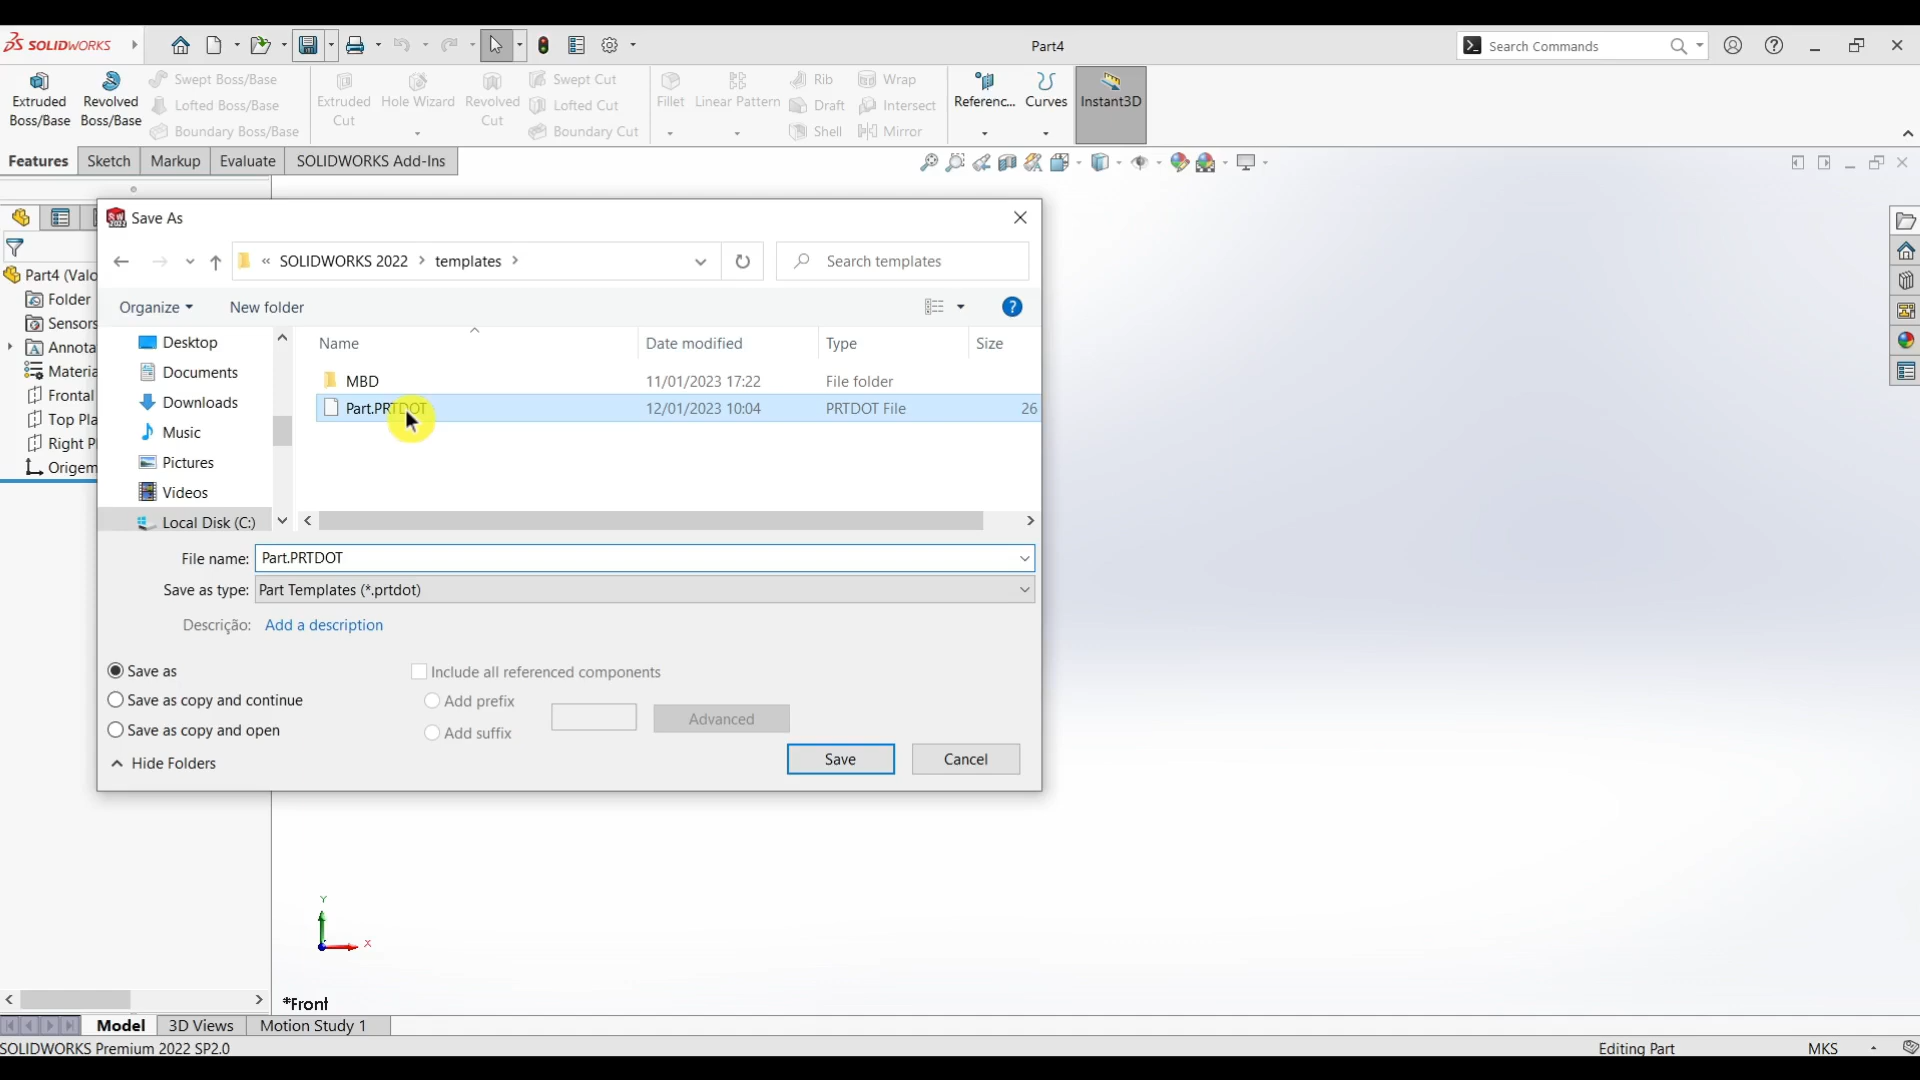 SOLIDWORKS
Part4
Search Commands
Extruded Boss/Base
Revolved Boss/Base
Swept Boss/Base
Lofted Boss/Base
Boundary Boss/Base
Extruded Cut
Hole Wizard
Revolved Cut
Swept Cut
Lofted Cut
Boundary Cut
Fillet
Linear Pattern
Rib
Draft
Shell
Wrap
Intersect
Mirror
Referenc...
Curves
Instant3D
Features
Sketch
Markup
Evaluate
SOLIDWORKS Add-Ins
Part4 (Valo
Folder
Sensors
Annota
Materia
Frontal
Top Pla
Right P
Origem
Save As
« SOLIDWORKS 2022 > templates >
Search templates
Organize
New folder
Desktop
Documents
Downloads
Music
Pictures
Videos
Local Disk (C:)
Name Date modified Type Size
MBD 11/01/2023 17:22 File folder
Part.PRTDOT 12/01/2023 10:04 PRTDOT File 26
File name: Part.PRTDOT
Save as type: Part Templates (*.prtdot)
Descrição: Add a description
Save as
Save as copy and continue
Save as copy and open
Include all referenced components
Add prefix
Add suffix
Advanced
Hide Folders
Save
Cancel
Y
X
*Front
Model
3D Views
Motion Study 1
SOLIDWORKS Premium 2022 SP2.0
Editing Part
MKS